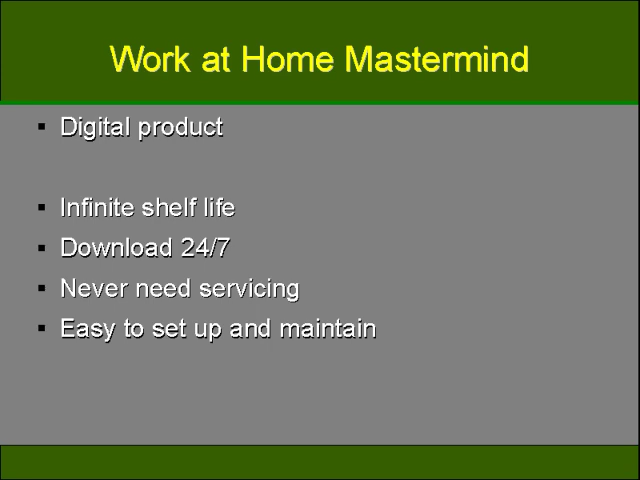 Work at Home Mastermind
▪ Digital product
▪ Infinite shelf life
▪ Download 24/7
▪ Never need servicing
▪ Easy to set up and maintain